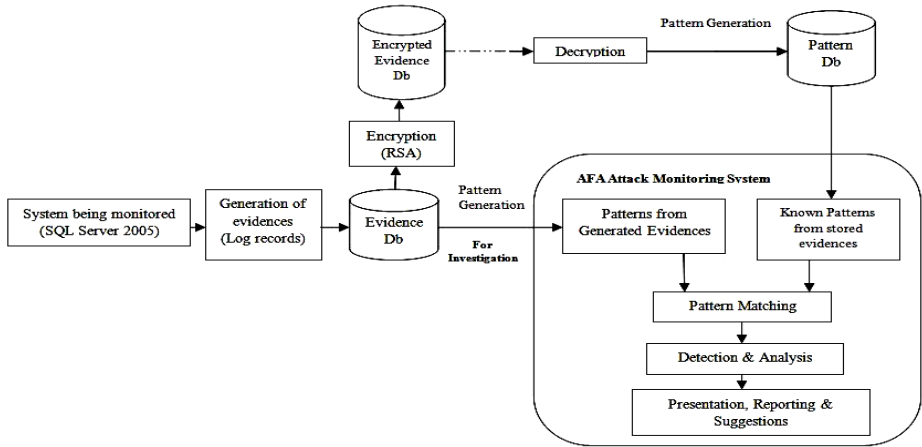 Encrypted
Evidence
Db
Decryption
Pattern Generation
Pattern
Db
Encryption
(RSA)
System being monitored
(SQL Server 2005)
Generation of
evidences
(Log records)
Evidence
Db
Pattern
Generation
For
Investigation
AFA Attack Monitoring System
Patterns from
Generated Evidences
Known Patterns
from stored
evidences
Pattern Matching
Detection & Analysis
Presentation, Reporting &
Suggestions